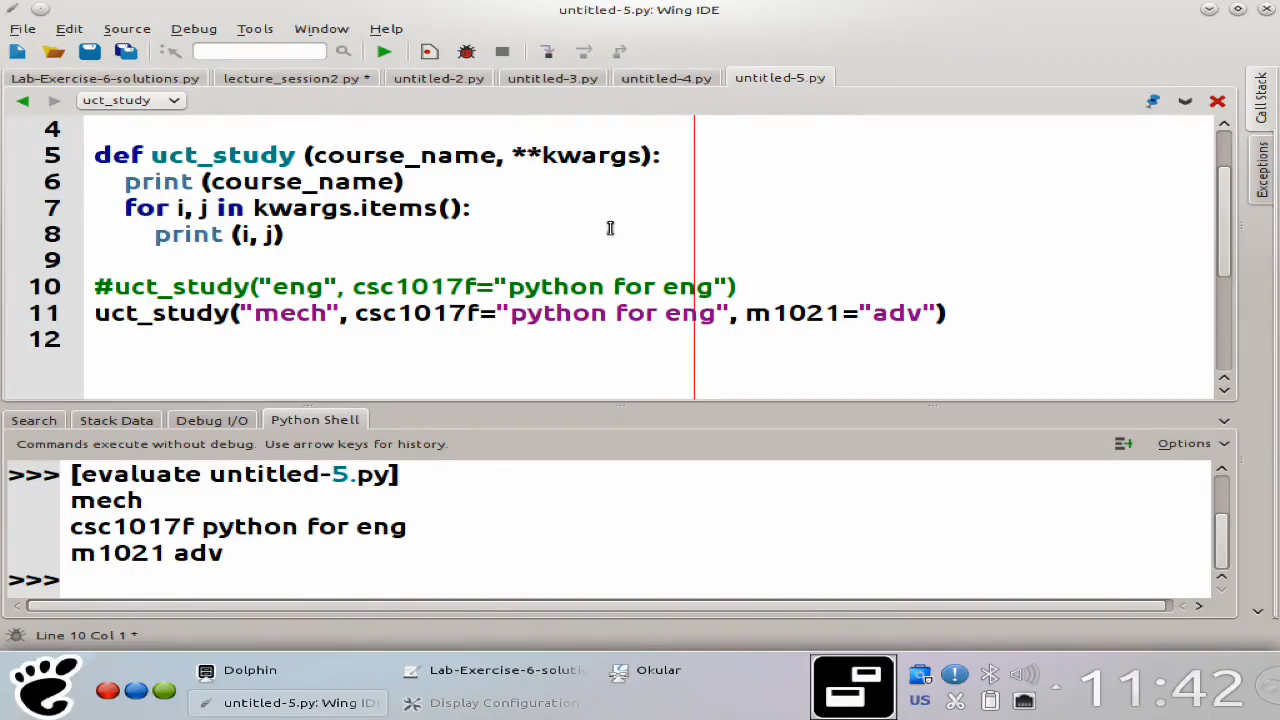 untitled-5.py: Wing IDE
File Edit Source Debug Tools Window Help
Lab-Exercise-6-solutions.py lecture_session2 py * untitled-2.py untitled-3.py untitled-4.py untitled-5.py
uct_study
4
5 def uct_study (course_name, **kwargs):
6 print (course_name)
7 for i, j in kwargs.items():
8 print (i, j)
9
10 #uct_study("eng", csc1017f="python for eng")
11 uct_study("mech", csc1017f="python for eng", m1021="adv")
12
Call Stack
Exceptions
Search Stack Data Debug I/O Python Shell
Commands execute without debug. Use arrow keys for history.
Options
>>> [evaluate untitled-5.py]
mech
csc1017f python for eng
m1021 adv
>>>
Line 10 Col 1 *
Dolphin Lab-Exercise-6-soluti Okular
untitled-5.py: Wing ID Display Configuration
US
11:42